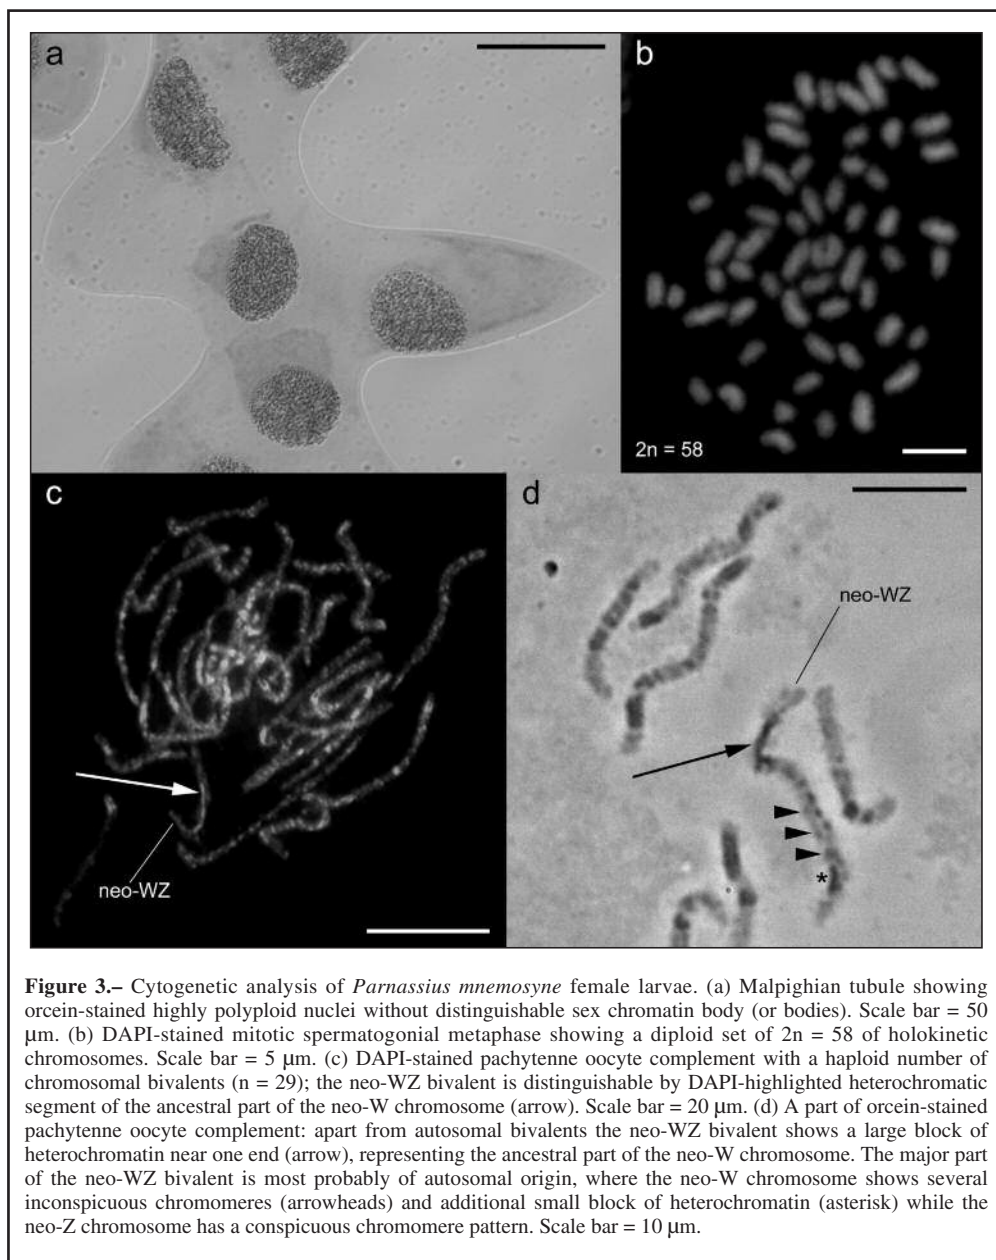 a
b
2n = 58
c
neo-WZ
d
neo-WZ
*
Figure 3.– Cytogenetic analysis of Parnassius mnemosyne female larvae. (a) Malpighian tubule showing
orcein-stained highly polyploid nuclei without distinguishable sex chromatin body (or bodies). Scale bar = 50
µm. (b) DAPI-stained mitotic spermatogonial metaphase showing a diploid set of 2n = 58 of holokinetic
chromosomes. Scale bar = 5 µm. (c) DAPI-stained pachytenne oocyte complement with a haploid number of
chromosomal bivalents (n = 29); the neo-WZ bivalent is distinguishable by DAPI-highlighted heterochromatic
segment of the ancestral part of the neo-W chromosome (arrow). Scale bar = 20 µm. (d) A part of orcein-stained
pachytenne oocyte complement: apart from autosomal bivalents the neo-WZ bivalent shows a large block of
heterochromatin near one end (arrow), representing the ancestral part of the neo-W chromosome. The major part
of the neo-WZ bivalent is most probably of autosomal origin, where the neo-W chromosome shows several
inconspicuous chromomeres (arrowheads) and additional small block of heterochromatin (asterisk) while the
neo-Z chromosome has a conspicuous chromomere pattern. Scale bar = 10 µm.